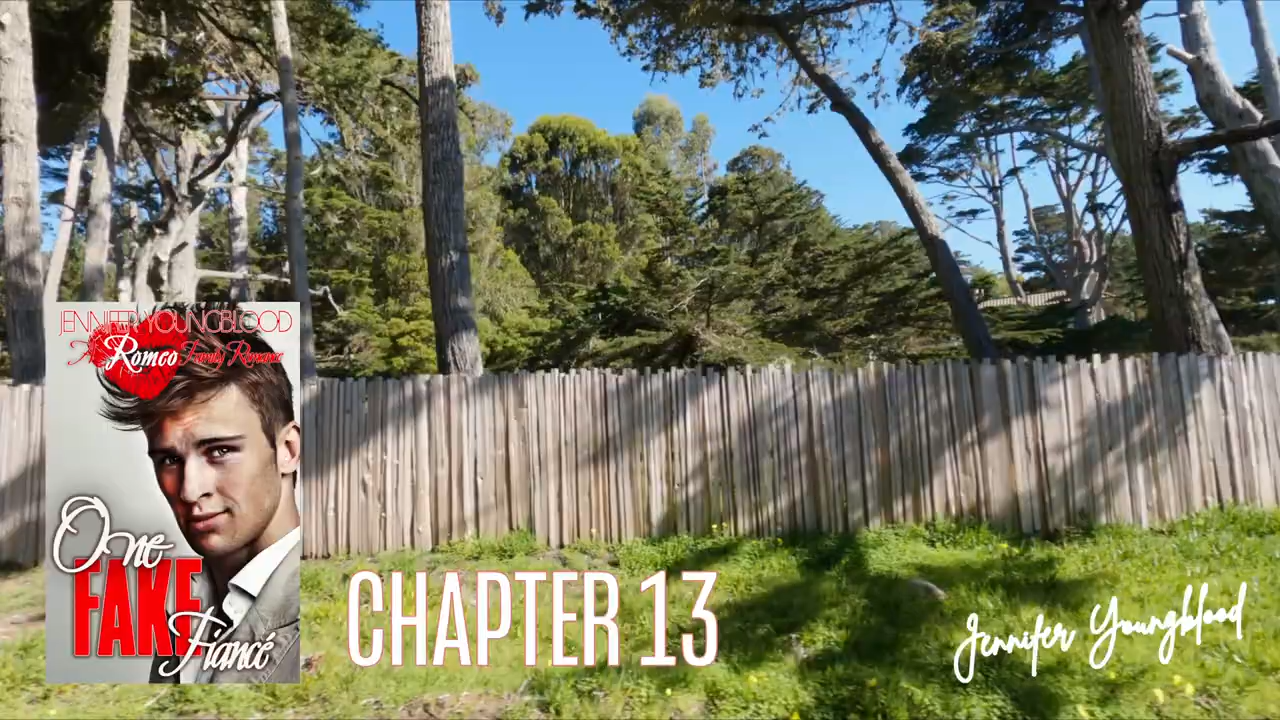 JENNIFER YOUNGBLOOD
A Romeo Family Romance
One
FAKE
Fiancé
CHAPTER 13
Jennifer Youngblood